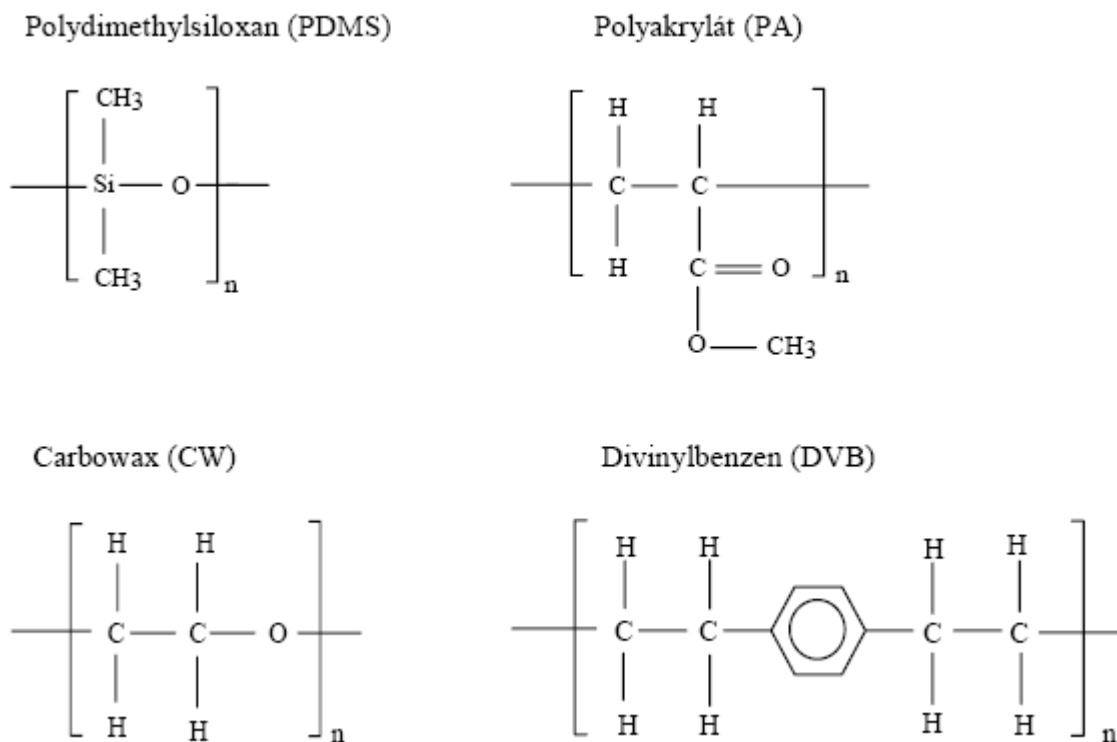 Polydimethylsiloxan (PDMS)
CH3
Si O
CH3
n
Polyakrylát (PA)
H H
C C
H C O
n
O CH3
Carbowax (CW)
H H
C C O
H H
n
Divinylbenzen (DVB)
H H H H
C C C C
H H H H
n